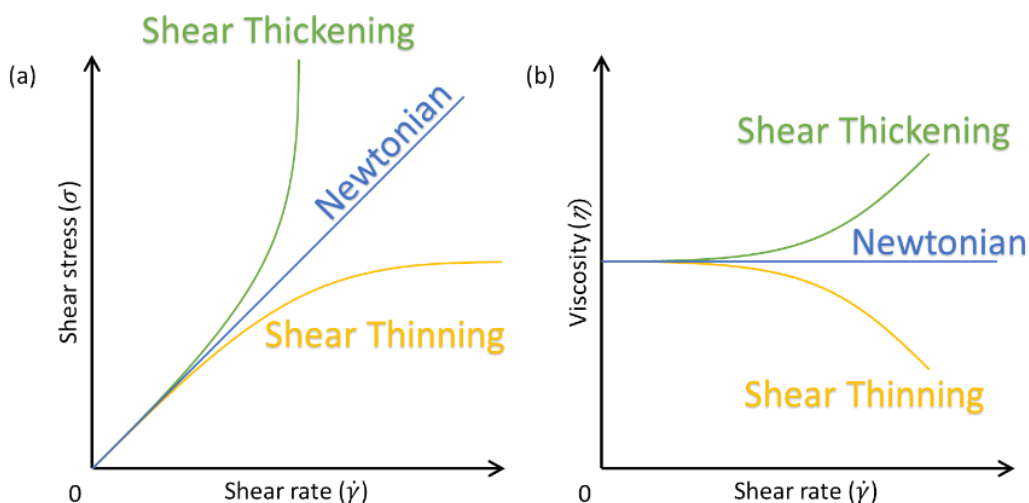 (a)
Shear Thickening
Newtonian
Shear Thinning
Shear stress (σ)
0
Shear rate (γ̇)
(b)
Shear Thickening
Newtonian
Shear Thinning
Viscosity (η)
0
Shear rate (γ̇)